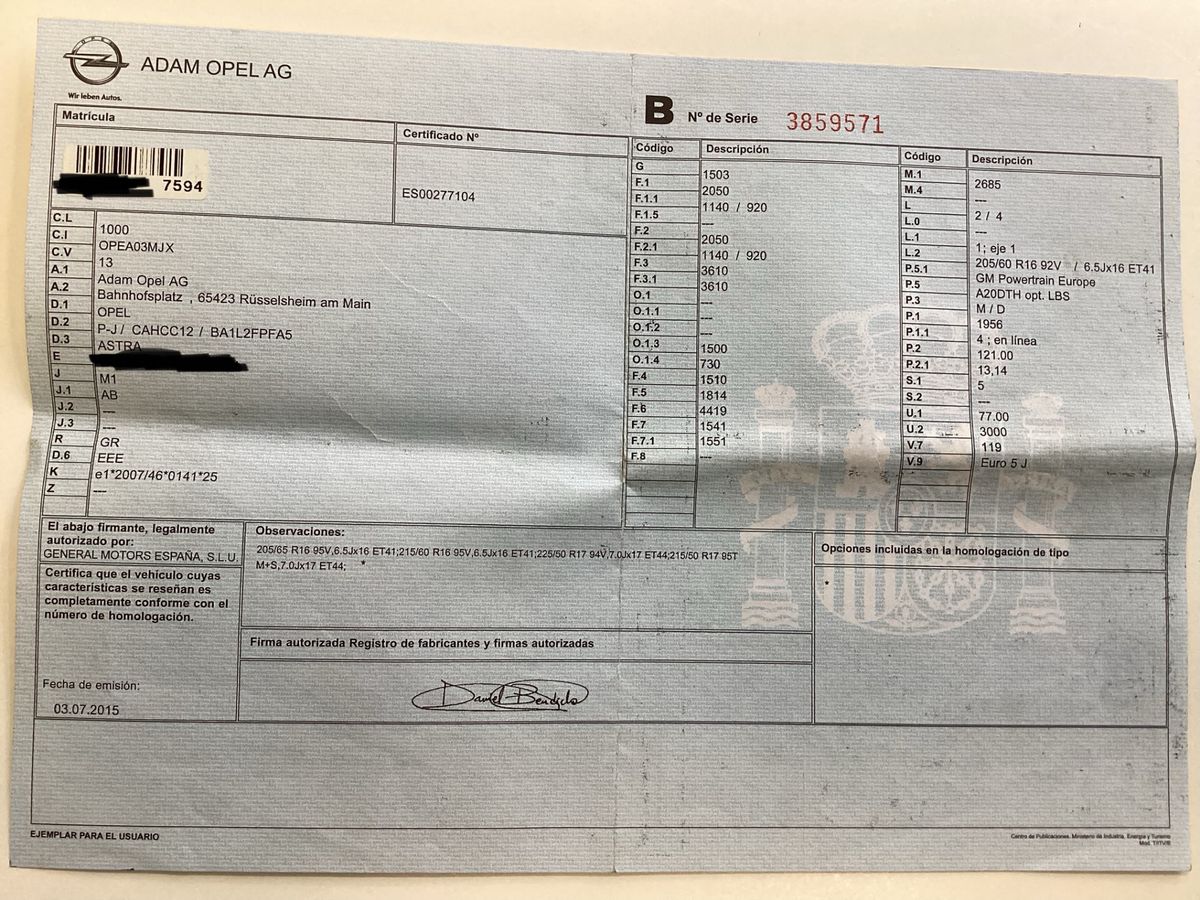 OPEL
ADAM OPEL AG
Wir leben Autos.
B Nº de Serie 3859571
Matrícula
7594
Certificado Nº
ES00277104
C.L 1000
C.I OPEA03MJX
C.V 13
A.1 Adam Opel AG
A.2 Bahnhofsplatz , 65423 Rüsselsheim am Main
D.1 OPEL
D.2 P-J / CAHCC12 / BA1L2FPFA5
D.3 ASTRA
E
J M1
J.1 AB
J.2 ---
J.3 ---
R GR
D.6 EEE
K e1*2007/46*0141*25
Z ---
Código Descripción
G 1503
F.1 2050
F.1.1 1140 / 920
F.1.5 ---
F.2 2050
F.2.1 1140 / 920
F.3 3610
F.3.1 3610
O.1 ---
O.1.1 ---
O.1.2 ---
O.1.3 1500
O.1.4 730
F.4 1510
F.5 1814
F.6 4419
F.7 1541
F.7.1 1551
F.8 ---
Código Descripción
M.1 2685
M.4 ---
L 2 / 4
L.0 ---
L.1 1; eje 1
L.2 205/60 R16 92V / 6.5Jx16 ET41
P.5.1 GM Powertrain Europe
P.5 A20DTH opt. LBS
P.3 M / D
P.1 1956
P.1.1 4 ; en línea
P.2 121.00
P.2.1 13,14
S.1 5
S.2 ---
U.1 77.00
U.2 3000
V.7 119
V.9 Euro 5 J
El abajo firmante, legalmente
autorizado por:
GENERAL MOTORS ESPAÑA, S.L.U.
Certifica que el vehículo cuyas
características se reseñan es
completamente conforme con el
número de homologación.
Fecha de emisión:
03.07.2015
Observaciones:
205/65 R16 95V,6.5Jx16 ET41;215/60 R16 95V,6.5Jx16 ET41;225/50 R17 94V,7.0Jx17 ET44;215/50 R17 95T
M+S,7.0Jx17 ET44; *
Firma autorizada Registro de fabricantes y firmas autorizadas
Opciones incluidas en la homologación de tipo
*
EJEMPLAR PARA EL USUARIO
Centro de Publicaciones. Ministerio de Industria, Energía y Turismo